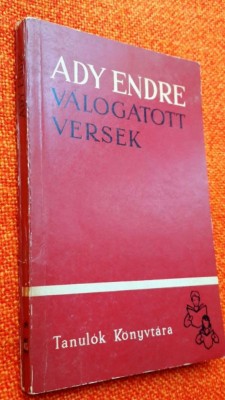 ADY ENDRE
VÁLOGATOTT
VERSEK
Tanulók Könyvtára